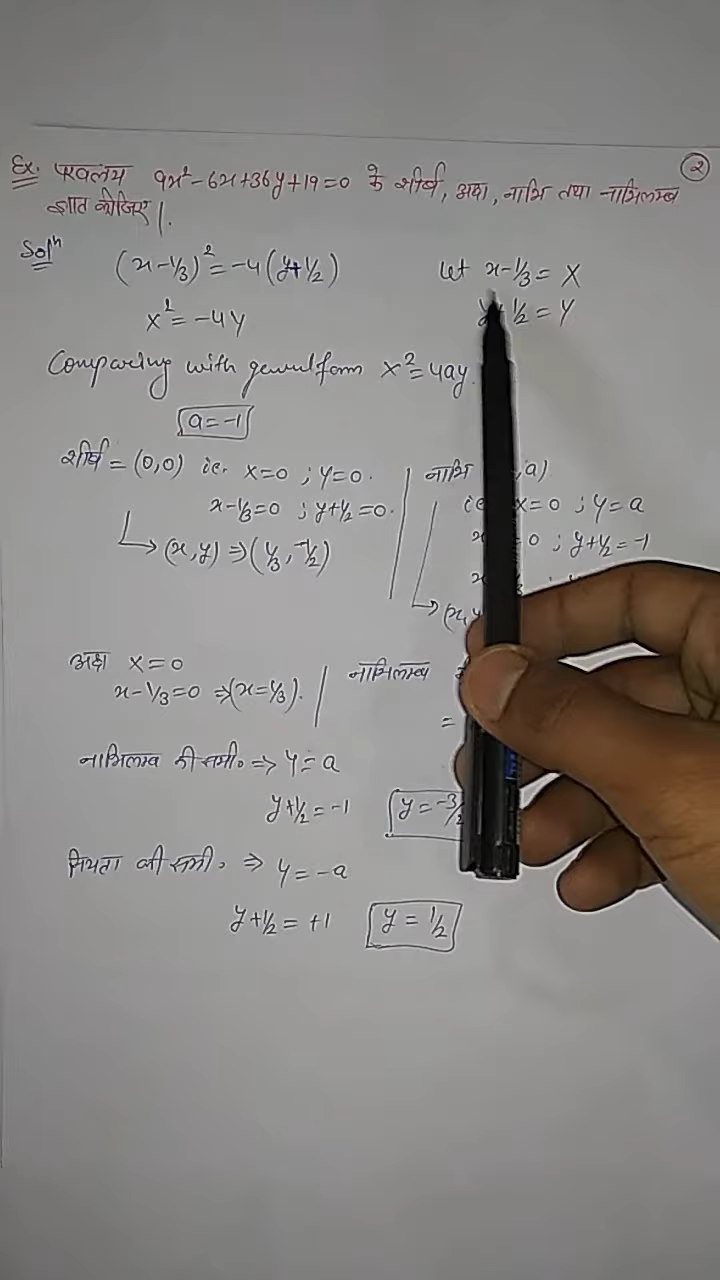 ②
Ex. परवलय 9x²-6x+36y+19=0 के शीर्ष, अक्ष, नाभि तथा नाभिलम्ब
ज्ञात कीजिए।
Solⁿ
(x-1/3)² = -4(y+1/2)
let x-1/3 = X
y+1/2 = Y
X² = -4Y
Comparing with general form X² = 4ay
a = -1
शीर्ष = (0,0) i.e. X=0 ; Y=0.
x-1/3=0 ; y+1/2=0.
(x,y) ⇒ (1/3, -1/2)
नाभि , a)
X=0 ; Y=a
0 ; y+1/2=-1
(x,
अक्ष X=0
x-1/3=0 ⇒ (x=1/3).
नाभिलम्ब
=
नाभिलम्ब की समी. ⇒ Y=a
y+1/2 = -1
y = -3/2
नियता की समी. ⇒ Y = -a
y+1/2 = +1
y = 1/2